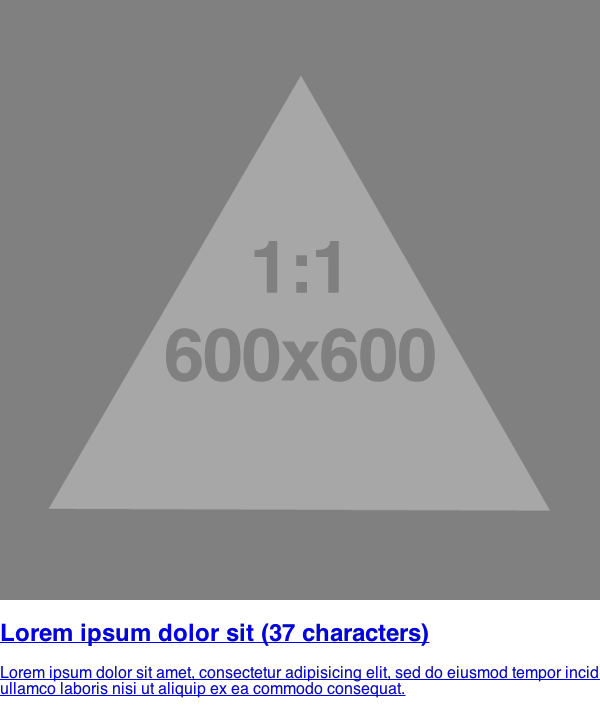 1:1
600x600
Lorem ipsum dolor sit (37 characters)
Lorem ipsum dolor sit amet, consectetur adipisicing elit, sed do eiusmod tempor incid
ullamco laboris nisi ut aliquip ex ea commodo consequat.